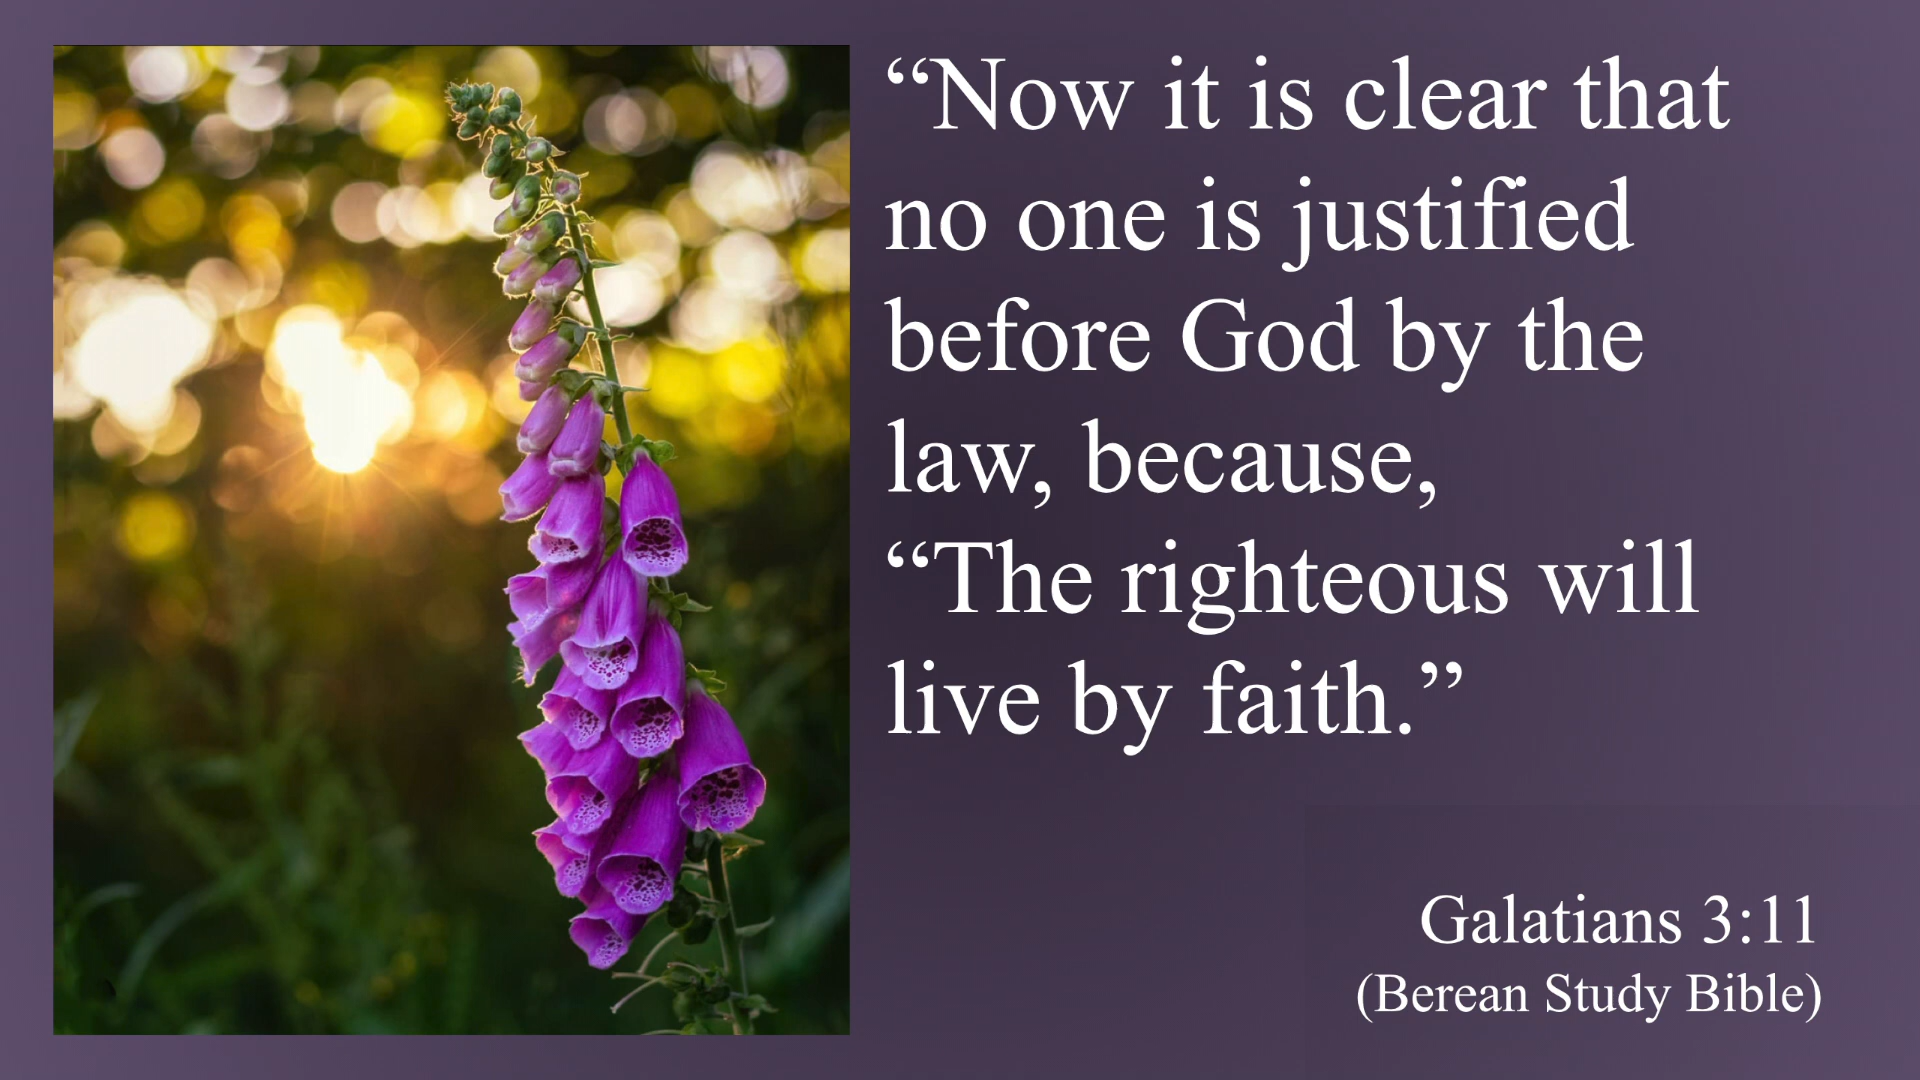 “Now it is clear that
no one is justified
before God by the
law, because,
“The righteous will
live by faith.”
Galatians 3:11
(Berean Study Bible)